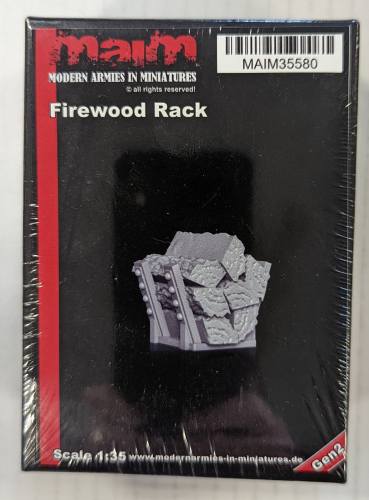 maim
MAIM35580
MODERN ARMIES IN MINIATURES
© all rights reserved!
Firewood Rack
Scale 1:35 www.modernarmies-in-miniatures.de
Gen2